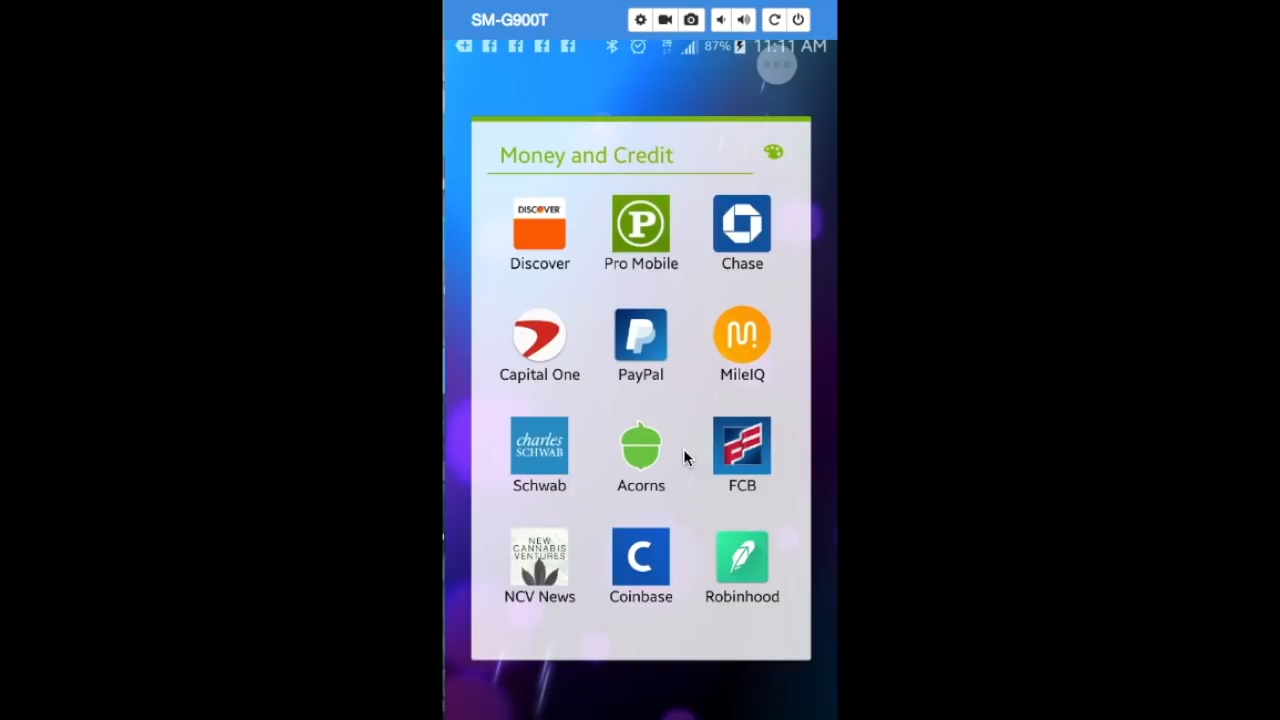 SM-G900T
87% 11:11 AM
Money and Credit
DISCOVER
P
Discover Pro Mobile Chase
Capital One PayPal MileIQ
charles
SCHWAB
Schwab Acorns FCB
NEW
CANNABIS
VENTURES
C
NCV News Coinbase Robinhood